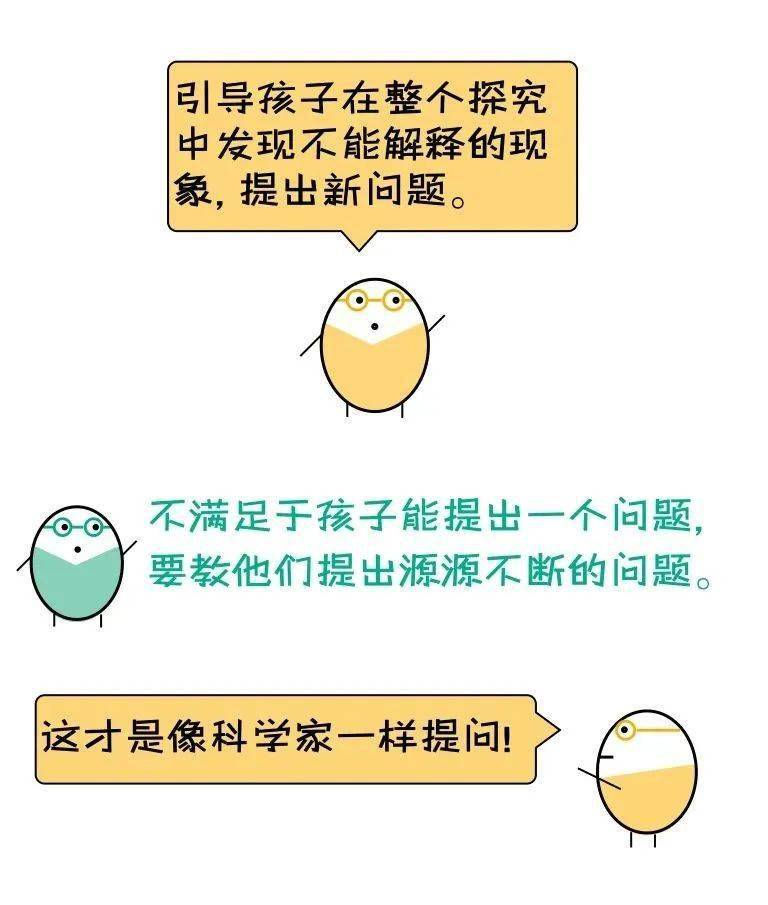 引导孩子在整个探究
中发现不能解释的现
象，提出新问题。
不满足于孩子能提出一个问题，
要教他们提出源源不断的问题。
这才是像科学家一样提问！